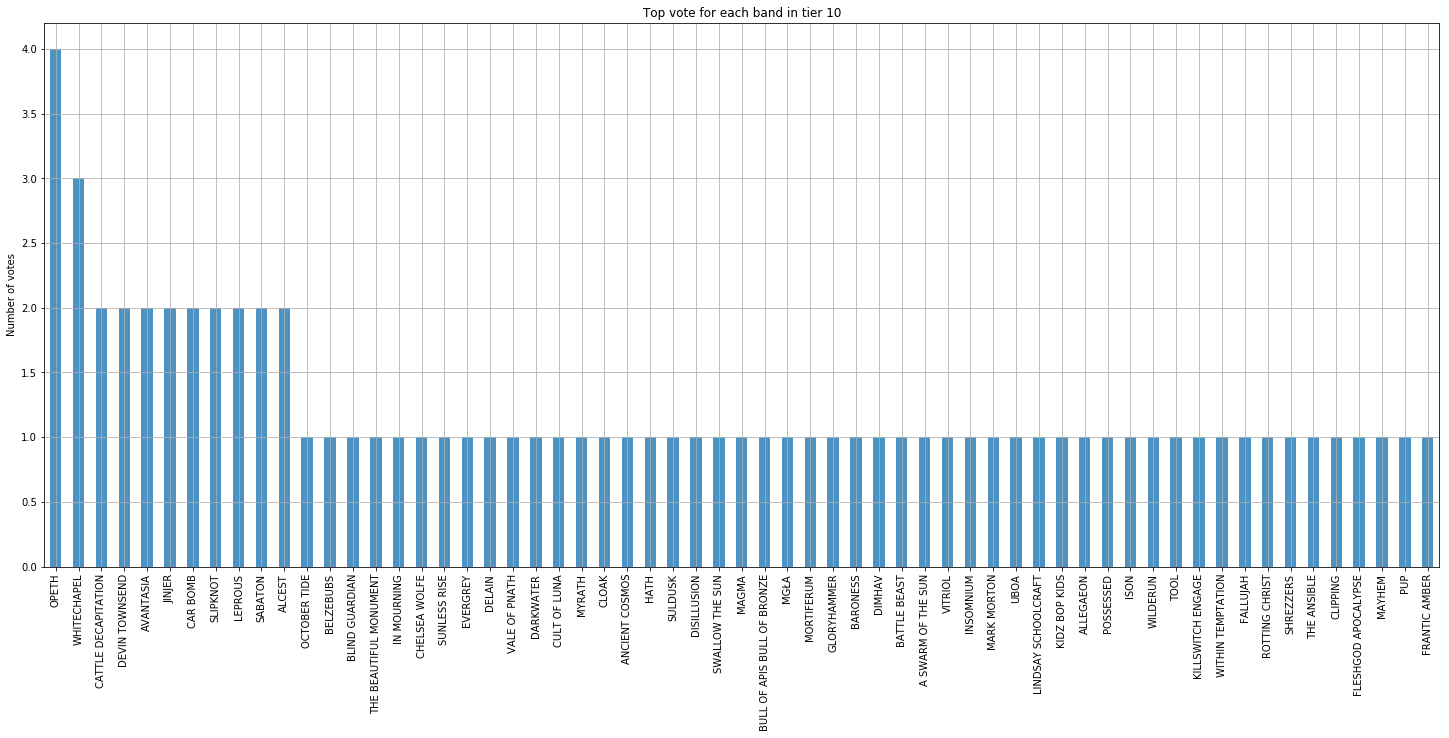 Top vote for each band in tier 10
Number of votes
4.0
3.5
3.0
2.5
2.0
1.5
1.0
0.5
0.0
OPETH
WHITECHAPEL
CATTLE DECAPITATION
DEVIN TOWNSEND
AVANTASIA
JINJER
CAR BOMB
SLIPKNOT
LEPROUS
SABATON
ALCEST
OCTOBER TIDE
BELZEBUBS
BLIND GUARDIAN
THE BEAUTIFUL MONUMENT
IN MOURNING
CHELSEA WOLFE
SUNLESS RISE
EVERGREY
DELAIN
VALE OF PNATH
DARKWATER
CULT OF LUNA
MYRATH
CLOAK
ANCIENT COSMOS
HATH
SULDUSK
DISILLUSION
SWALLOW THE SUN
MAGMA
BULL OF APIS BULL OF BRONZE
MGŁA
MORTIFERUM
GLORYHAMMER
BARONESS
DIMHAV
BATTLE BEAST
A SWARM OF THE SUN
VITRIOL
INSOMNIUM
MARK MORTON
UBOA
LINDSAY SCHOOLCRAFT
KIDZ BOP KIDS
ALLEGAEON
POSSESSED
ISON
WILDERUN
TOOL
KILLSWITCH ENGAGE
WITHIN TEMPTATION
FALLUJAH
ROTTING CHRIST
SHREZZERS
THE ANSIBLE
CLIPPING
FLESHGOD APOCALYPSE
MAYHEM
PUP
FRANTIC AMBER